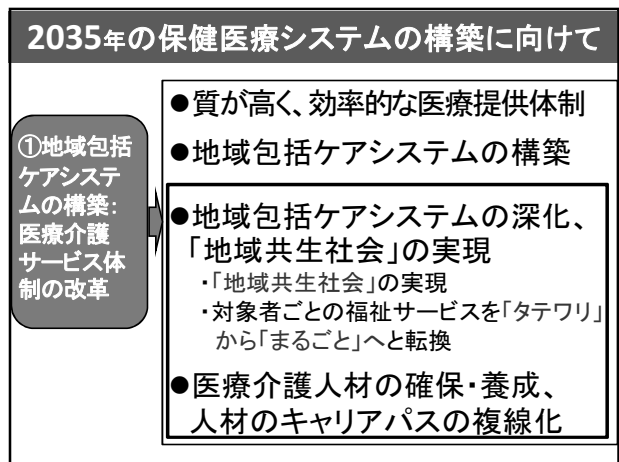 2035年の保健医療システムの構築に向けて
①地域包括
ケアシステ
ムの構築：
医療介護
サービス体
制の改革
●質が高く、効率的な医療提供体制
●地域包括ケアシステムの構築
●地域包括ケアシステムの深化、
「地域共生社会」の実現
・「地域共生社会」の実現
・対象者ごとの福祉サービスを「タテワリ」
から「まるごと」へと転換
●医療介護人材の確保・養成、
人材のキャリアパスの複線化